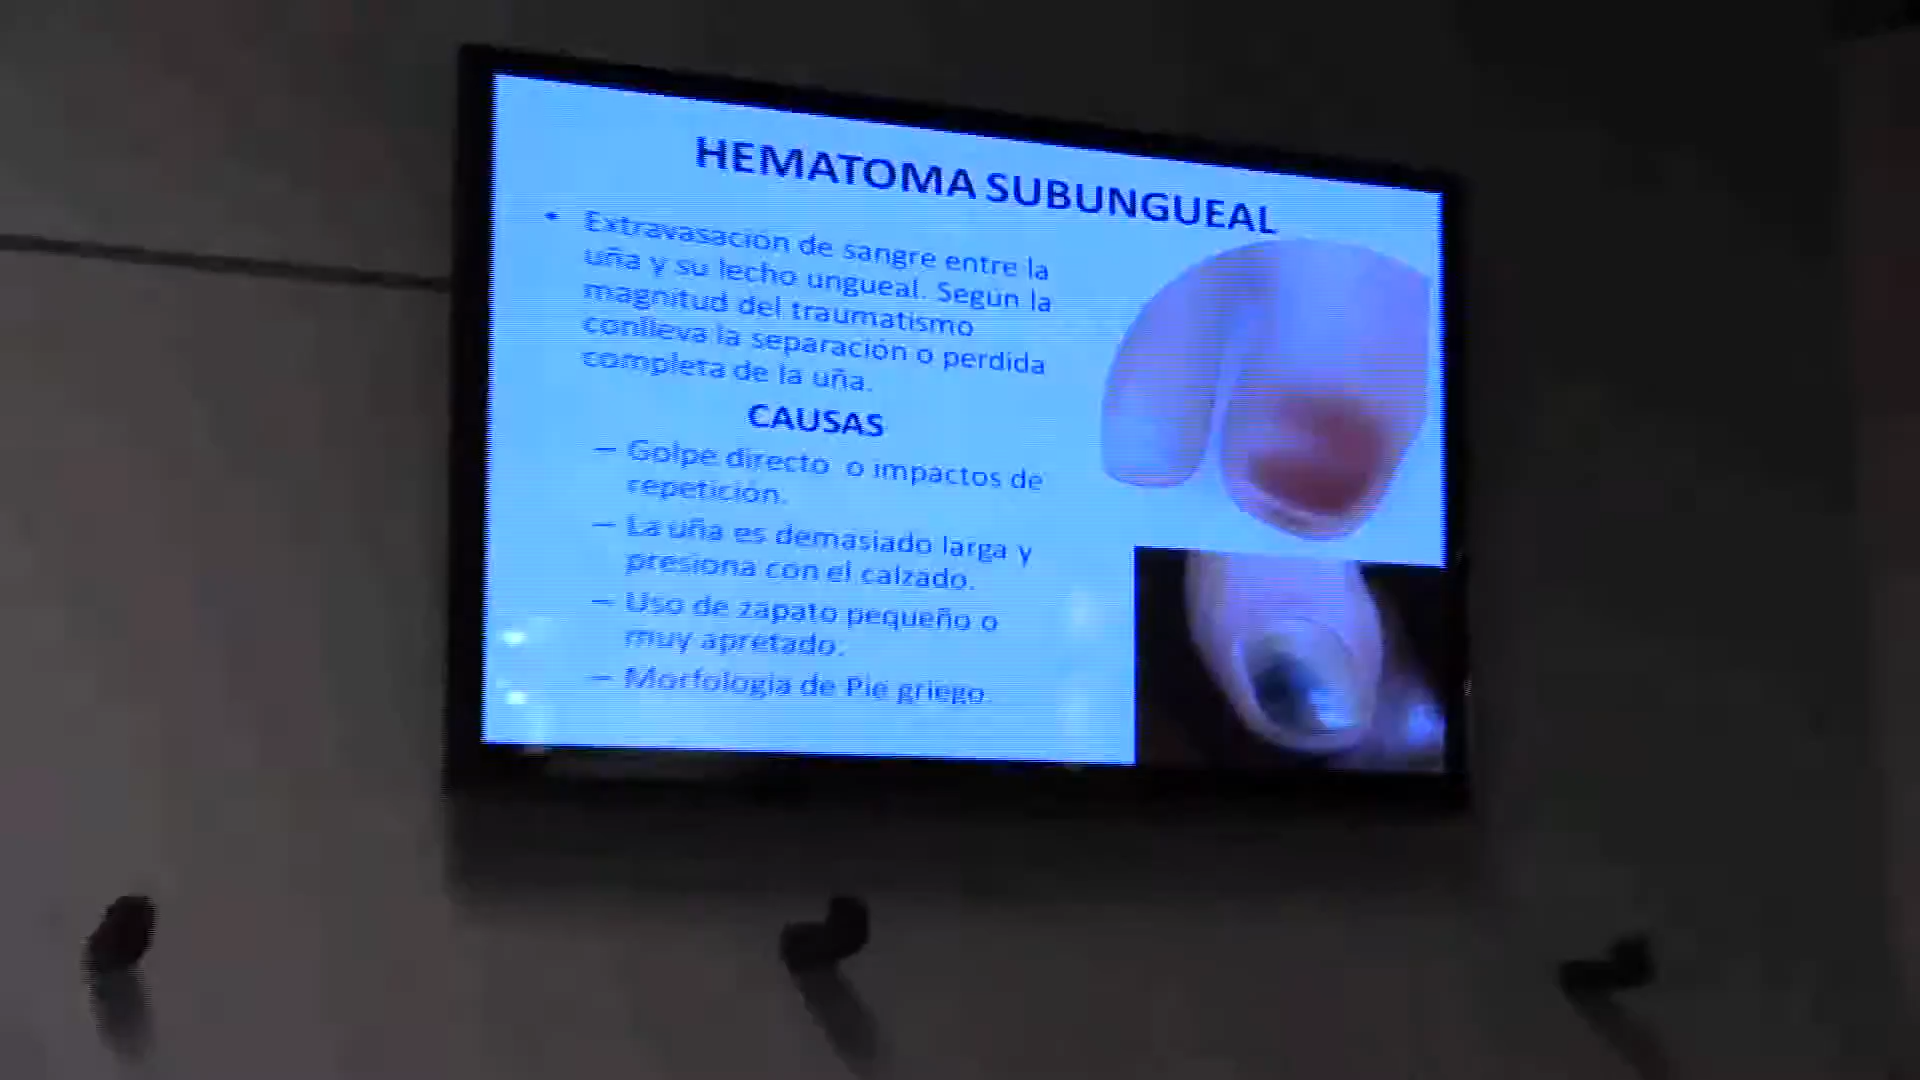 HEMATOMA SUBUNGUEAL
• Extravasación de sangre entre la
uña y su lecho ungueal. Según la
magnitud del traumatismo
conlleva la separación o perdida
completa de la uña.
CAUSAS
– Golpe directo o impactos de
repetición.
– La uña es demasiado larga y
presiona con el calzado.
– Uso de zapato pequeño o
muy apretado.
– Morfología de Pie griego.